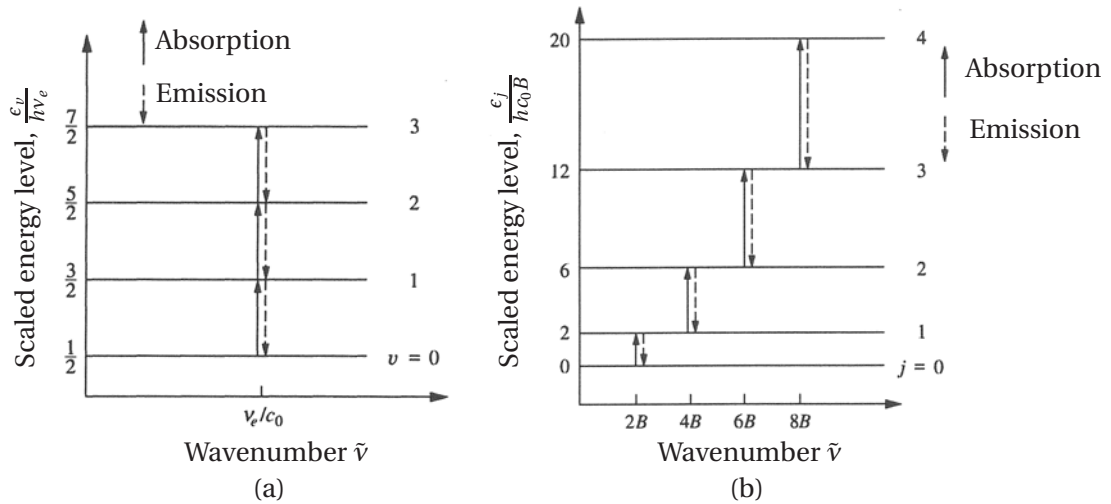 Absorption
Emission
Scaled energy level, ϵ_υ / hν_e
7/2
5/2
3/2
1/2
3
2
1
υ = 0
ν_e/c_0
Wavenumber ν̃
(a)
Scaled energy level, ϵ_j / hc_0B
20
12
6
2
0
4
3
2
1
j = 0
Absorption
Emission
2B 4B 6B 8B
Wavenumber ν̃
(b)